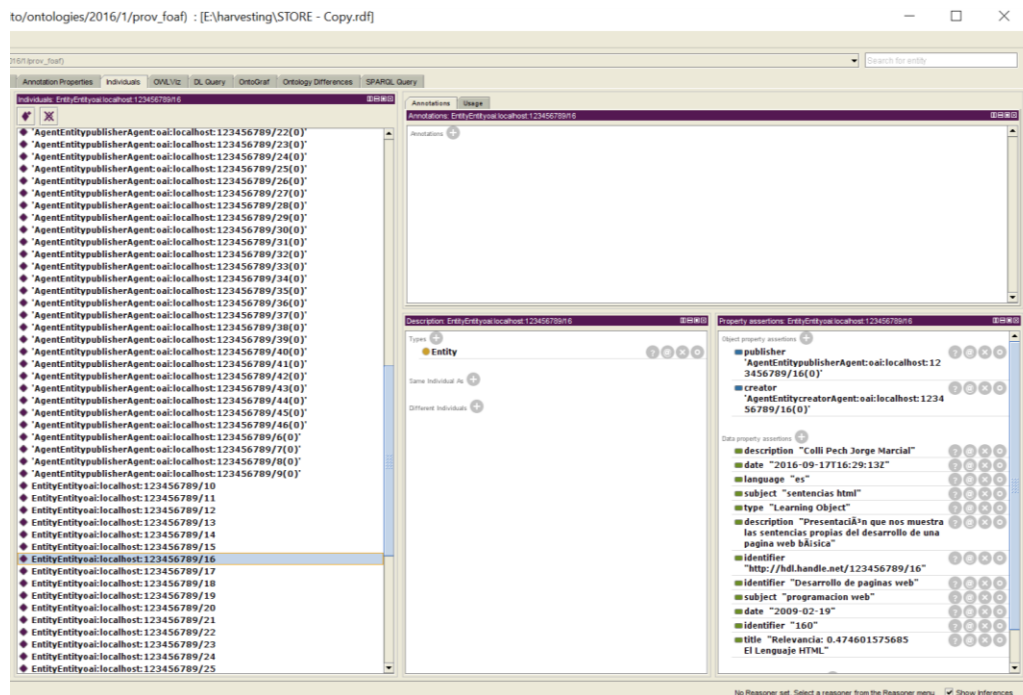 to/ontologies/2016/1/prov_foaf) : [E:\harvesting\STORE - Copy.rdf]
016/1/prov_foaf)
Search for entity
Annotation Properties Individuals OWLViz DL Query OntoGraf Ontology Differences SPARQL Query
Individuals: EntityEntityoai:localhost:123456789/16
'AgentEntitypublisherAgent:oai:localhost:123456789/22(0)'
'AgentEntitypublisherAgent:oai:localhost:123456789/23(0)'
'AgentEntitypublisherAgent:oai:localhost:123456789/24(0)'
'AgentEntitypublisherAgent:oai:localhost:123456789/25(0)'
'AgentEntitypublisherAgent:oai:localhost:123456789/26(0)'
'AgentEntitypublisherAgent:oai:localhost:123456789/27(0)'
'AgentEntitypublisherAgent:oai:localhost:123456789/28(0)'
'AgentEntitypublisherAgent:oai:localhost:123456789/29(0)'
'AgentEntitypublisherAgent:oai:localhost:123456789/30(0)'
'AgentEntitypublisherAgent:oai:localhost:123456789/31(0)'
'AgentEntitypublisherAgent:oai:localhost:123456789/32(0)'
'AgentEntitypublisherAgent:oai:localhost:123456789/33(0)'
'AgentEntitypublisherAgent:oai:localhost:123456789/34(0)'
'AgentEntitypublisherAgent:oai:localhost:123456789/35(0)'
'AgentEntitypublisherAgent:oai:localhost:123456789/36(0)'
'AgentEntitypublisherAgent:oai:localhost:123456789/37(0)'
'AgentEntitypublisherAgent:oai:localhost:123456789/38(0)'
'AgentEntitypublisherAgent:oai:localhost:123456789/39(0)'
'AgentEntitypublisherAgent:oai:localhost:123456789/40(0)'
'AgentEntitypublisherAgent:oai:localhost:123456789/41(0)'
'AgentEntitypublisherAgent:oai:localhost:123456789/42(0)'
'AgentEntitypublisherAgent:oai:localhost:123456789/43(0)'
'AgentEntitypublisherAgent:oai:localhost:123456789/44(0)'
'AgentEntitypublisherAgent:oai:localhost:123456789/45(0)'
'AgentEntitypublisherAgent:oai:localhost:123456789/46(0)'
'AgentEntitypublisherAgent:oai:localhost:123456789/6(0)'
'AgentEntitypublisherAgent:oai:localhost:123456789/7(0)'
'AgentEntitypublisherAgent:oai:localhost:123456789/8(0)'
'AgentEntitypublisherAgent:oai:localhost:123456789/9(0)'
EntityEntityoai:localhost:123456789/10
EntityEntityoai:localhost:123456789/11
EntityEntityoai:localhost:123456789/12
EntityEntityoai:localhost:123456789/13
EntityEntityoai:localhost:123456789/14
EntityEntityoai:localhost:123456789/15
EntityEntityoai:localhost:123456789/16
EntityEntityoai:localhost:123456789/17
EntityEntityoai:localhost:123456789/18
EntityEntityoai:localhost:123456789/19
EntityEntityoai:localhost:123456789/20
EntityEntityoai:localhost:123456789/21
EntityEntityoai:localhost:123456789/22
EntityEntityoai:localhost:123456789/23
EntityEntityoai:localhost:123456789/24
EntityEntityoai:localhost:123456789/25
Annotations Usage
Annotations: EntityEntityoai:localhost:123456789/16
Annotations
Description: EntityEntityoai:localhost:123456789/16
Types
Entity
Same Individual As
Different Individuals
Property assertions: EntityEntityoai:localhost:123456789/16
Object property assertions
publisher
'AgentEntitypublisherAgent:oai:localhost:12
3456789/16(0)'
creator
'AgentEntitycreatorAgent:oai:localhost:1234
56789/16(0)'
Data property assertions
description "Colli Pech Jorge Marcial"
date "2016-09-17T16:29:13Z"
language "es"
subject "sentencias html"
type "Learning Object"
description "PresentaciÃ³n que nos muestra
las sentencias propias del desarrollo de una
pagina web bÃ¡sica"
identifier
"http://hdl.handle.net/123456789/16"
identifier "Desarrollo de paginas web"
subject "programacion web"
date "2009-02-19"
identifier "160"
title "Relevancia: 0.474601575685
El Lenguaje HTML"
No Reasoner set. Select a reasoner from the Reasoner menu Show Inferences